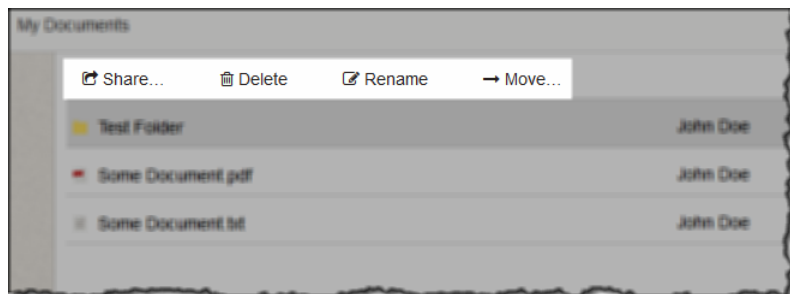 My Documents
Share… Delete Rename Move…
Test Folder John Doe
Some Document.pdf John Doe
Some Document.txt John Doe